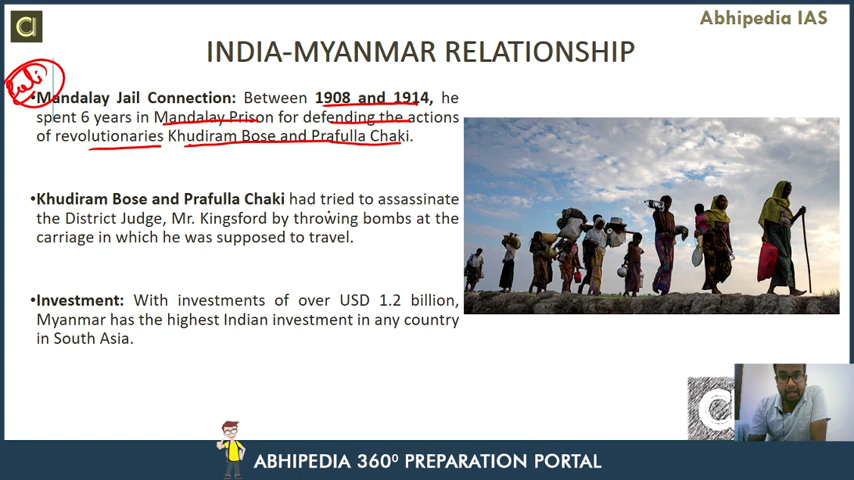 Abhipedia IAS
INDIA-MYANMAR RELATIONSHIP
•Mandalay Jail Connection: Between 1908 and 1914, he
spent 6 years in Mandalay Prison for defending the actions
of revolutionaries Khudiram Bose and Prafulla Chaki.
•Khudiram Bose and Prafulla Chaki had tried to assassinate
the District Judge, Mr. Kingsford by throwing bombs at the
carriage in which he was supposed to travel.
•Investment: With investments of over USD 1.2 billion,
Myanmar has the highest Indian investment in any country
in South Asia.
ABHIPEDIA 360⁰ PREPARATION PORTAL